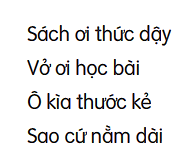 Sách ơi thức dậy
Vở ơi học bài
Ô kìa thước kẻ
Sao cứ nằm dài